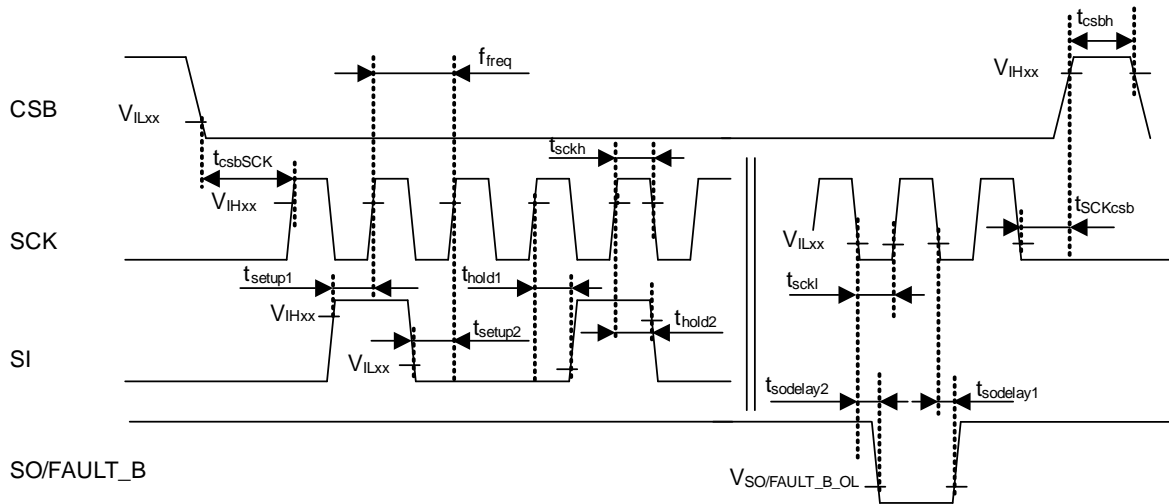 tcsbh
ffreq
VIHxx
CSB
VILxx
tcsbSCK
tsckh
VIHxx
tSCKcsb
SCK
VILxx
tsetup1
thold1
tsckl
VIHxx
tsetup2
thold2
SI
VILxx
tsodelay2
tsodelay1
SO/FAULT_B
VSO/FAULT_B_OL